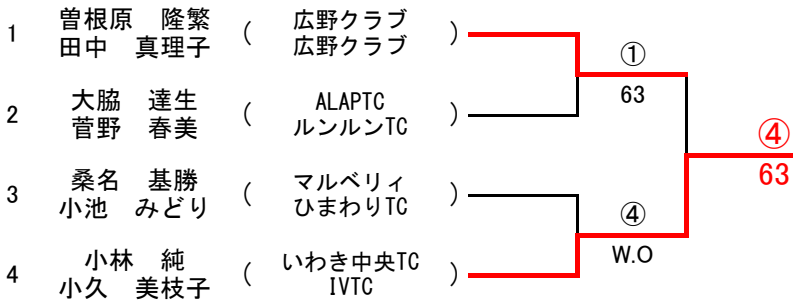 1 曽根原 隆繁 ( 広野クラブ )
田中 真理子 広野クラブ
①
63
2 大脇 達生 ( ALAPTC )
菅野 春美 ルンルンTC
④
63
3 桑名 基勝 ( マルベリィ )
小池 みどり ひまわりTC
④
W.O
4 小林 純 ( いわき中央TC )
小久 美枝子 IVTC